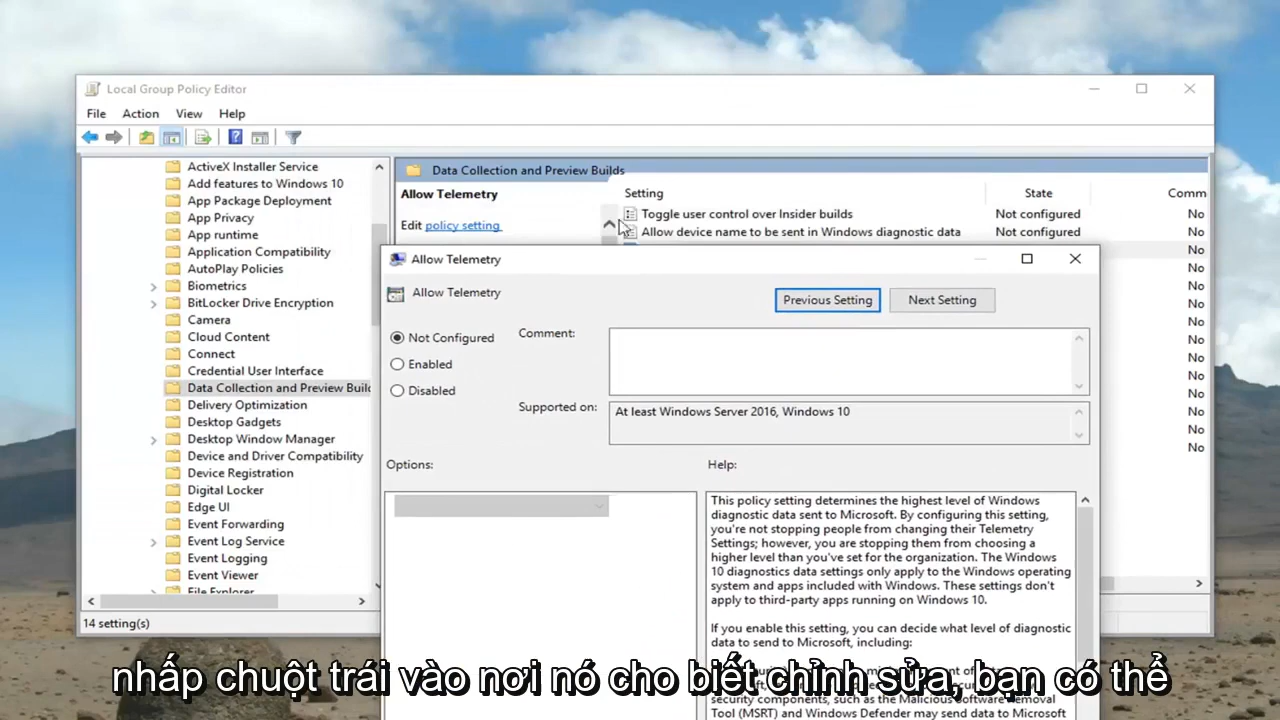 Local Group Policy Editor
File Action View Help
ActiveX Installer Service
Add features to Windows 10
App Package Deployment
App Privacy
App runtime
Application Compatibility
AutoPlay Policies
Biometrics
BitLocker Drive Encryption
Camera
Cloud Content
Connect
Credential User Interface
Data Collection and Preview Builds
Delivery Optimization
Desktop Gadgets
Desktop Window Manager
Device and Driver Compatibility
Device Registration
Digital Locker
Edge UI
Event Forwarding
Event Log Service
Event Logging
Event Viewer
File Explorer
14 setting(s)
Data Collection and Preview Builds
Allow Telemetry
Edit policy setting
Setting State Comm
Toggle user control over Insider builds Not configured No
Allow device name to be sent in Windows diagnostic data Not configured No
No
No
No
No
No
No
No
No
No
No
No
No
Allow Telemetry
Allow Telemetry
Previous Setting Next Setting
Not Configured
Enabled
Disabled
Comment:
Supported on:
At least Windows Server 2016, Windows 10
Options:
Help:
This policy setting determines the highest level of Windows
diagnostic data sent to Microsoft. By configuring this setting,
you're not stopping people from changing their Telemetry
Settings; however, you are stopping them from choosing a
higher level than you've set for the organization. The Windows
10 diagnostics data settings only apply to the Windows operating
system and apps included with Windows. These settings don't
apply to third-party apps running on Windows 10.
If you enable this setting, you can decide what level of diagnostic
data to send to Microsoft, including:
security components, such as the Malicious Software Removal
Tool (MSRT) and Windows Defender may send data to Microsoft
nhấp chuột trái vào nơi nó cho biết chỉnh sửa, bạn có thể